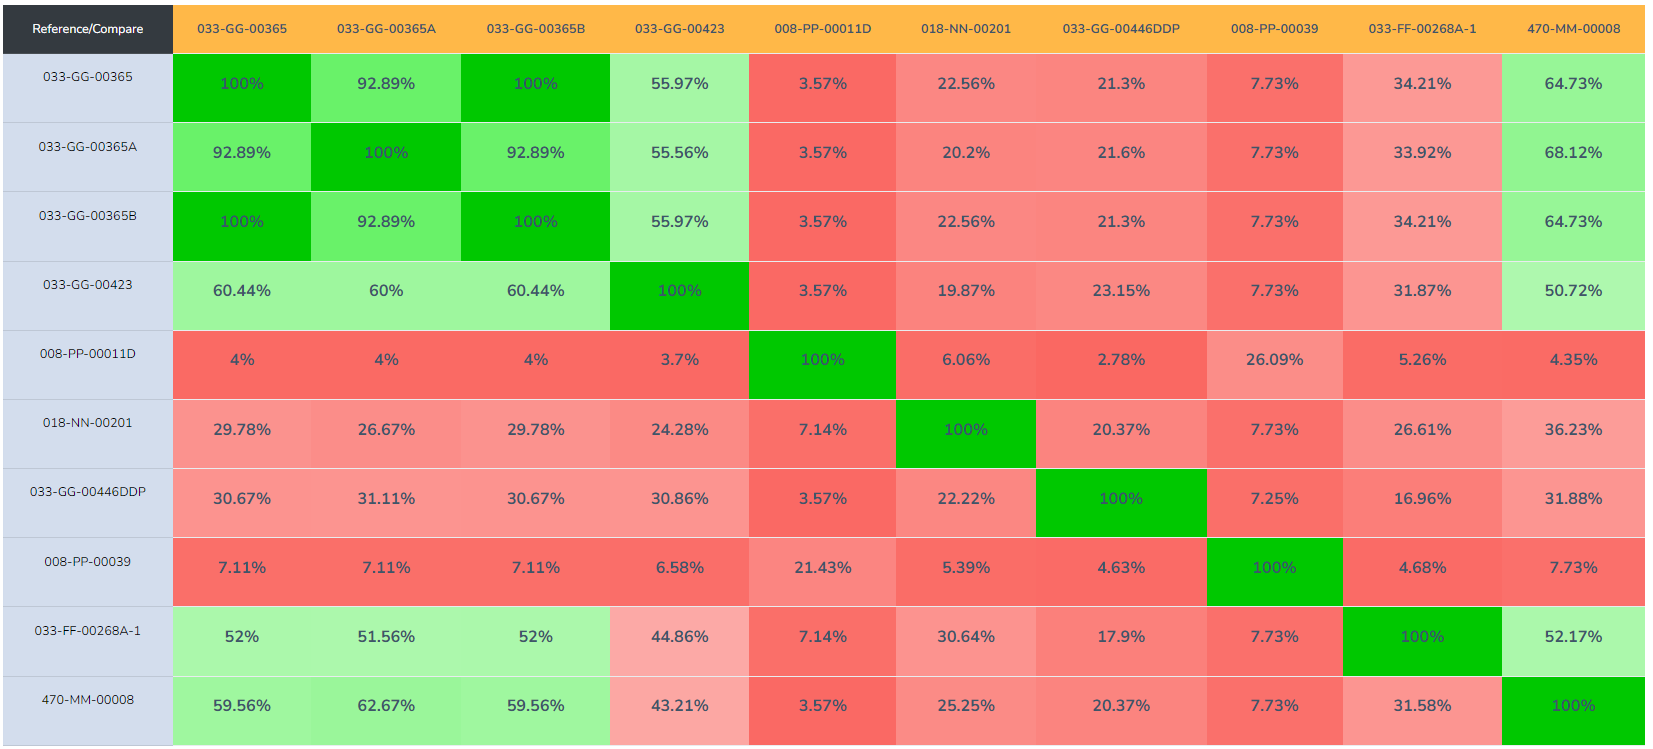 Reference/Compare 033-GG-00365 033-GG-00365A 033-GG-00365B 033-GG-00423 008-PP-00011D 018-NN-00201 033-GG-00446DDP 008-PP-00039 033-FF-00268A-1 470-MM-00008
033-GG-00365 100% 92.89% 100% 55.97% 3.57% 22.56% 21.3% 7.73% 34.21% 64.73%
033-GG-00365A 92.89% 100% 92.89% 55.56% 3.57% 20.2% 21.6% 7.73% 33.92% 68.12%
033-GG-00365B 100% 92.89% 100% 55.97% 3.57% 22.56% 21.3% 7.73% 34.21% 64.73%
033-GG-00423 60.44% 60% 60.44% 100% 3.57% 19.87% 23.15% 7.73% 31.87% 50.72%
008-PP-00011D 4% 4% 4% 3.7% 100% 6.06% 2.78% 26.09% 5.26% 4.35%
018-NN-00201 29.78% 26.67% 29.78% 24.28% 7.14% 100% 20.37% 7.73% 26.61% 36.23%
033-GG-00446DDP 30.67% 31.11% 30.67% 30.86% 3.57% 22.22% 100% 7.25% 16.96% 31.88%
008-PP-00039 7.11% 7.11% 7.11% 6.58% 21.43% 5.39% 4.63% 100% 4.68% 7.73%
033-FF-00268A-1 52% 51.56% 52% 44.86% 7.14% 30.64% 17.9% 7.73% 100% 52.17%
470-MM-00008 59.56% 62.67% 59.56% 43.21% 3.57% 25.25% 20.37% 7.73% 31.58% 100%